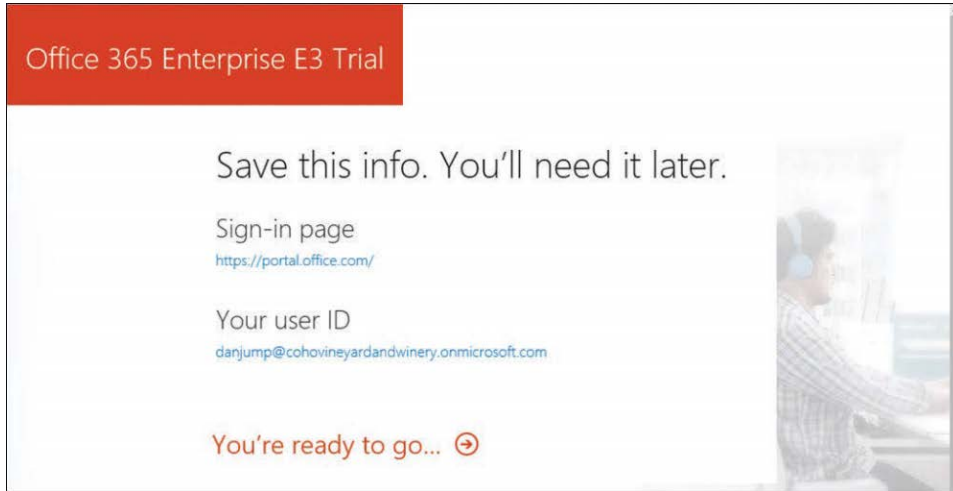 Office 365 Enterprise E3 Trial
Save this info. You'll need it later.
Sign-in page
https://portal.office.com/
Your user ID
danjump@cohovineyardandwinery.onmicrosoft.com
You're ready to go...